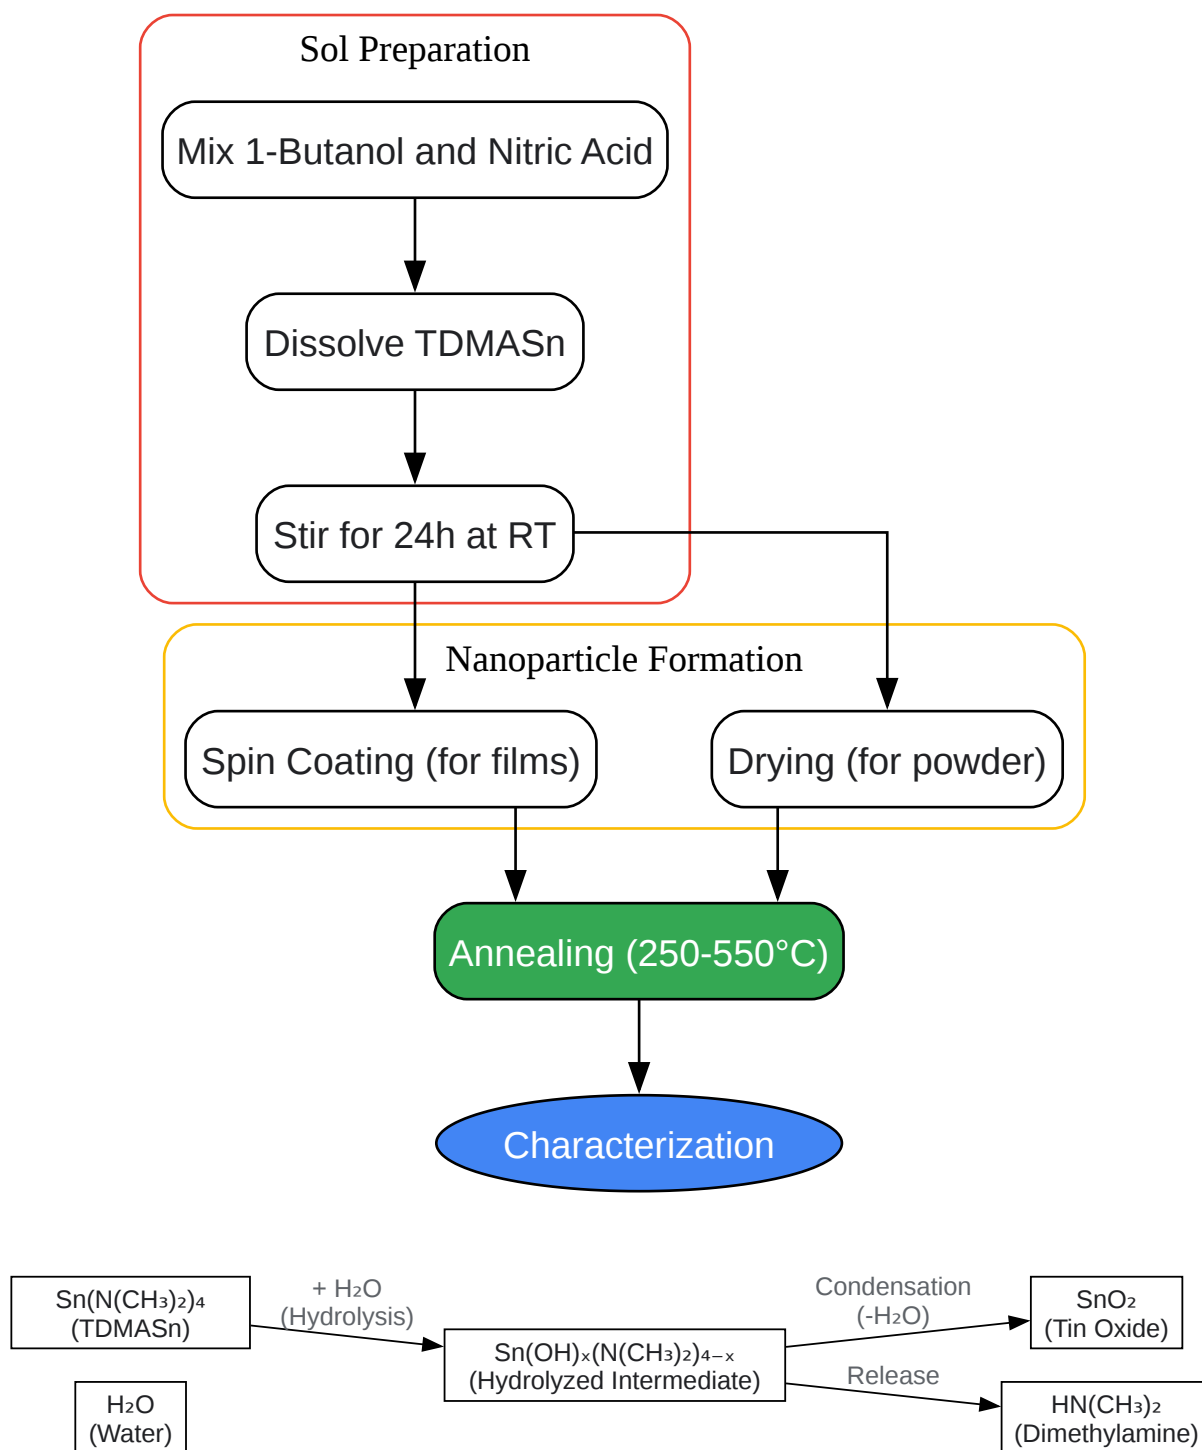 Sol Preparation
Mix 1-Butanol and Nitric Acid
Dissolve TDMASn
Stir for 24h at RT
Nanoparticle Formation
Spin Coating (for films)
Drying (for powder)
Annealing (250-550°C)
Characterization
Sn(N(CH₃)₂)₄
(TDMASn)
+ H₂O
(Hydrolysis)
Sn(OH)ₓ(N(CH₃)₂)₄₋ₓ
(Hydrolyzed Intermediate)
Condensation
(-H₂O)
SnO₂
(Tin Oxide)
Release
HN(CH₃)₂
(Dimethylamine)
H₂O
(Water)